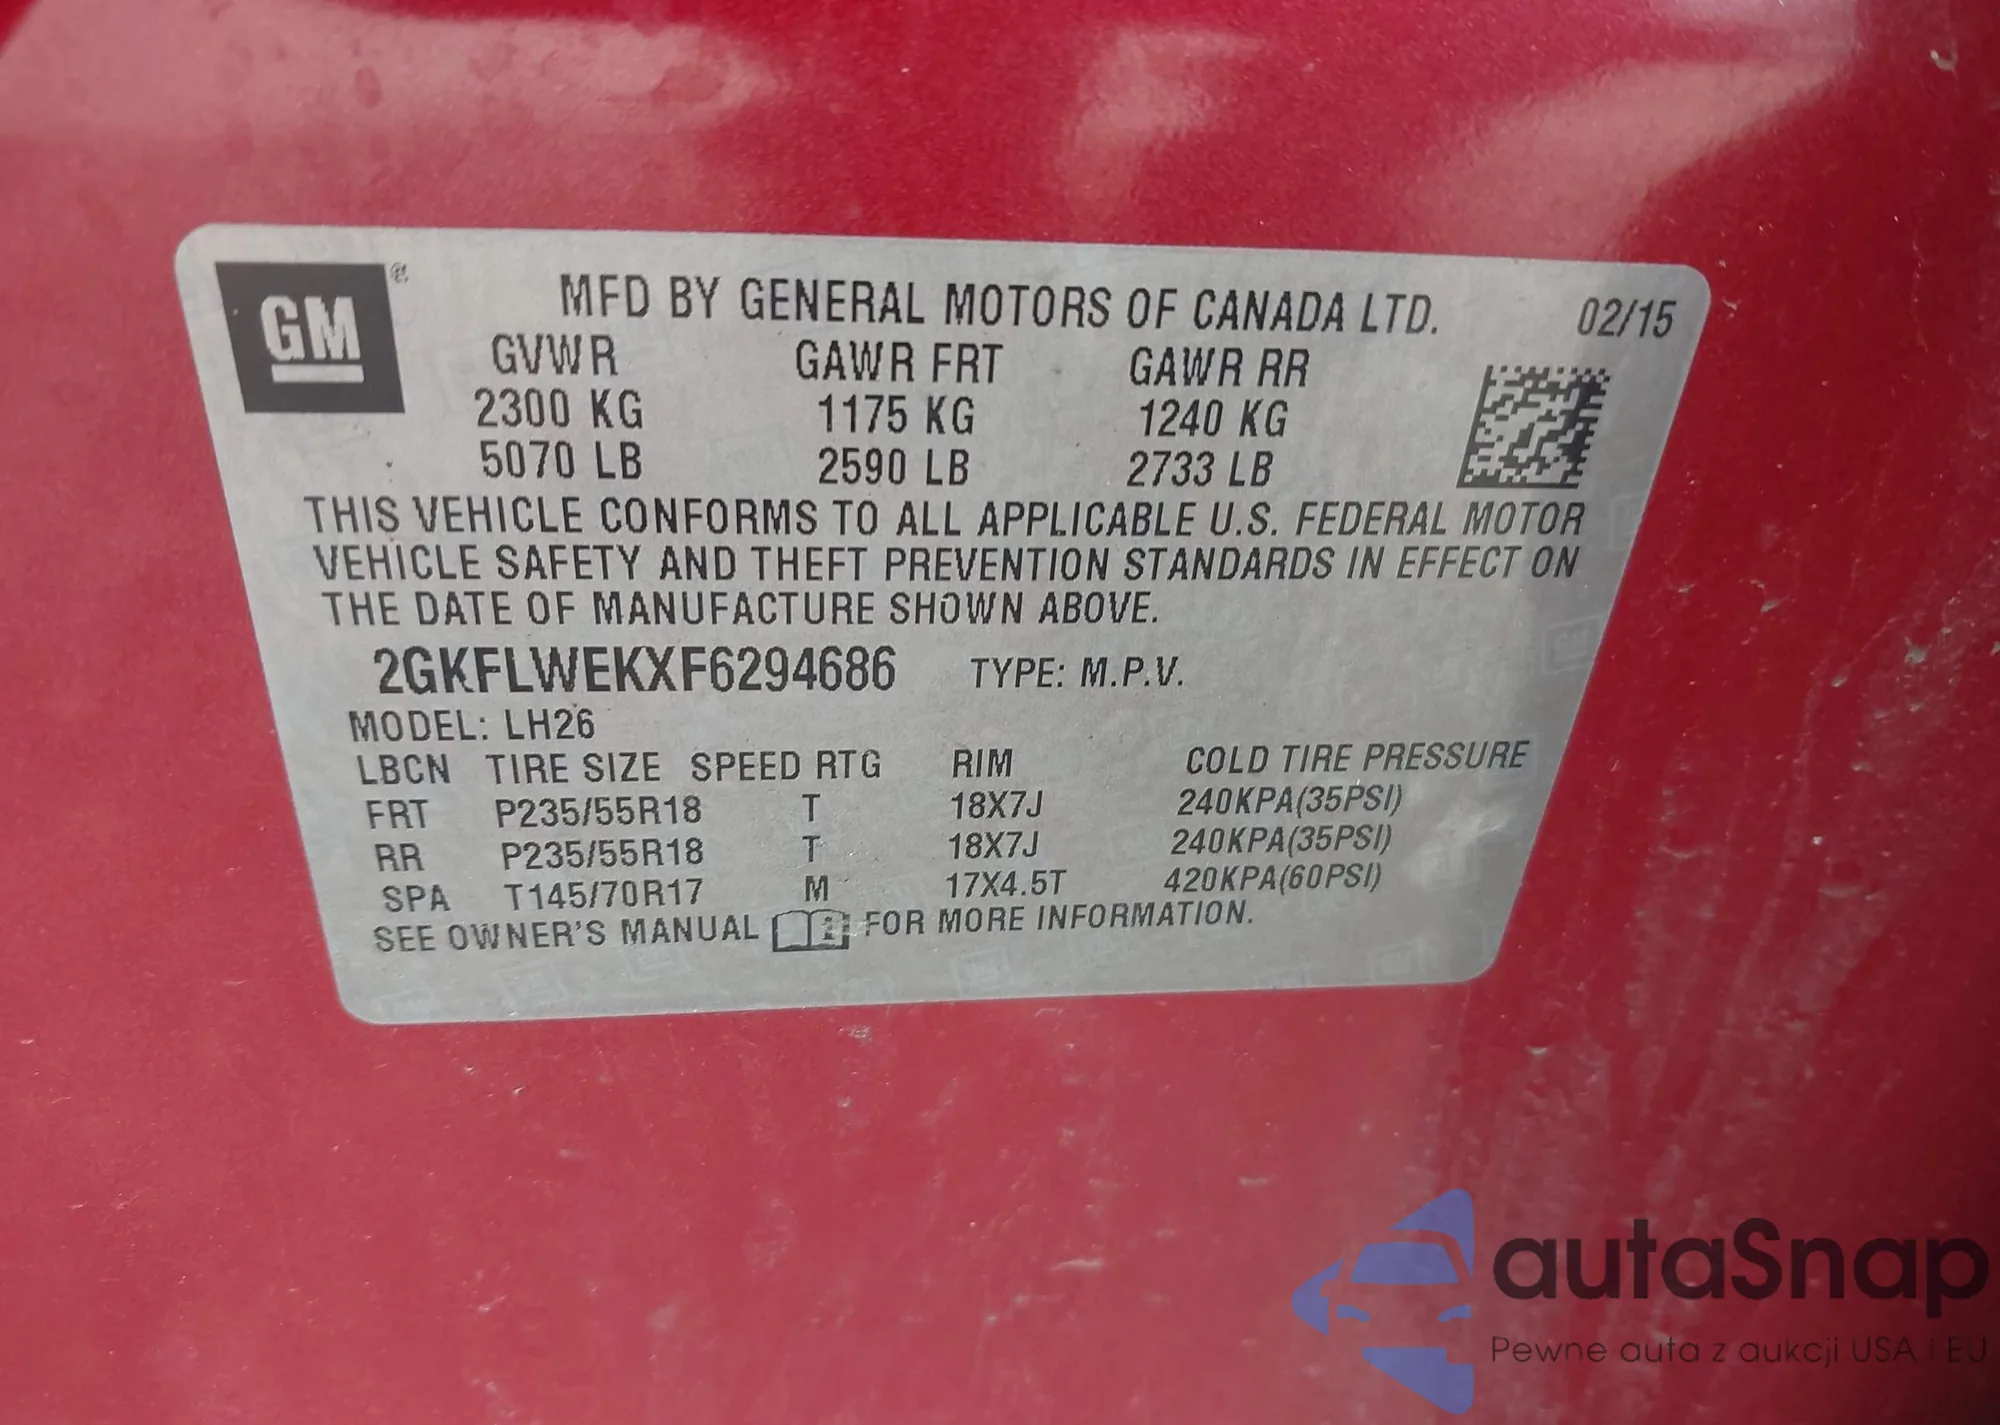 GM ®
MFD BY GENERAL MOTORS OF CANADA LTD. 02/15
GVWR GAWR FRT GAWR RR
2300 KG 1175 KG 1240 KG
5070 LB 2590 LB 2733 LB
THIS VEHICLE CONFORMS TO ALL APPLICABLE U.S. FEDERAL MOTOR
VEHICLE SAFETY AND THEFT PREVENTION STANDARDS IN EFFECT ON
THE DATE OF MANUFACTURE SHOWN ABOVE.
2GKFLWEKXF6294686 TYPE: M.P.V.
MODEL: LH26
LBCN TIRE SIZE SPEED RTG RIM COLD TIRE PRESSURE
FRT P235/55R18 T 18X7J 240KPA(35PSI)
RR P235/55R18 T 18X7J 240KPA(35PSI)
SPA T145/70R17 M 17X4.5T 420KPA(60PSI)
SEE OWNER'S MANUAL FOR MORE INFORMATION.
autaSnap
Pewne auta z aukcji USA i EU